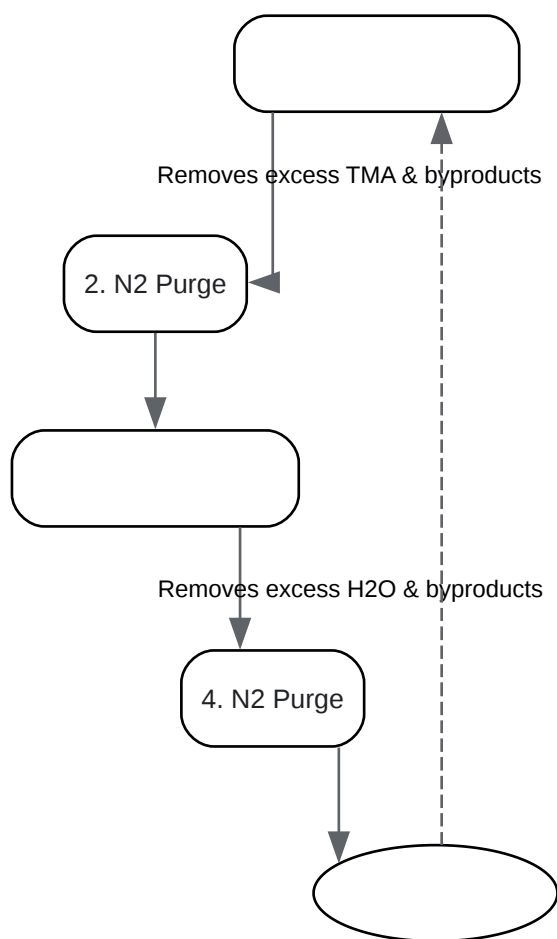 Removes excess TMA & byproducts
2. N2 Purge
Removes excess H2O & byproducts
4. N2 Purge